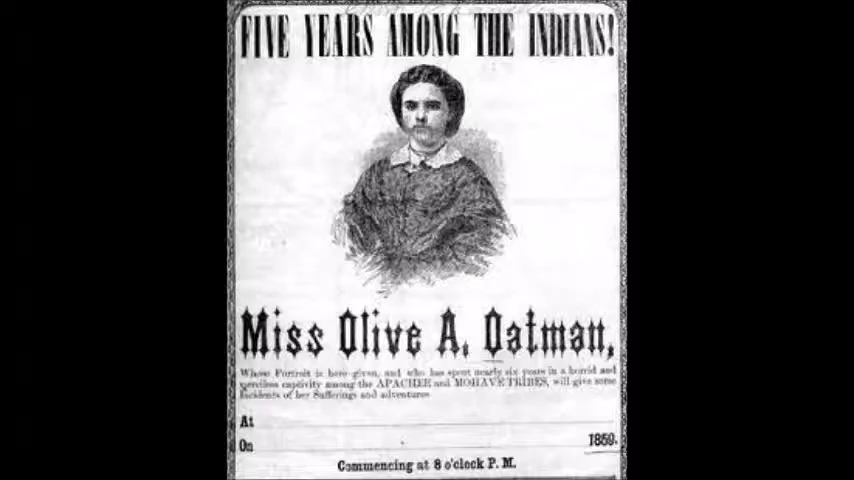 FIVE YEARS AMONG THE INDIANS!
Miss Olive A. Oatman,
Whose Portrait is here given, and who has spent nearly six years in a horrid and
merciless captivity among the APACHEE and MOHAVE TRIBES, will give some
Incidents of her Sufferings and adventures
At
On 1859.
Commencing at 8 o'clock P. M.